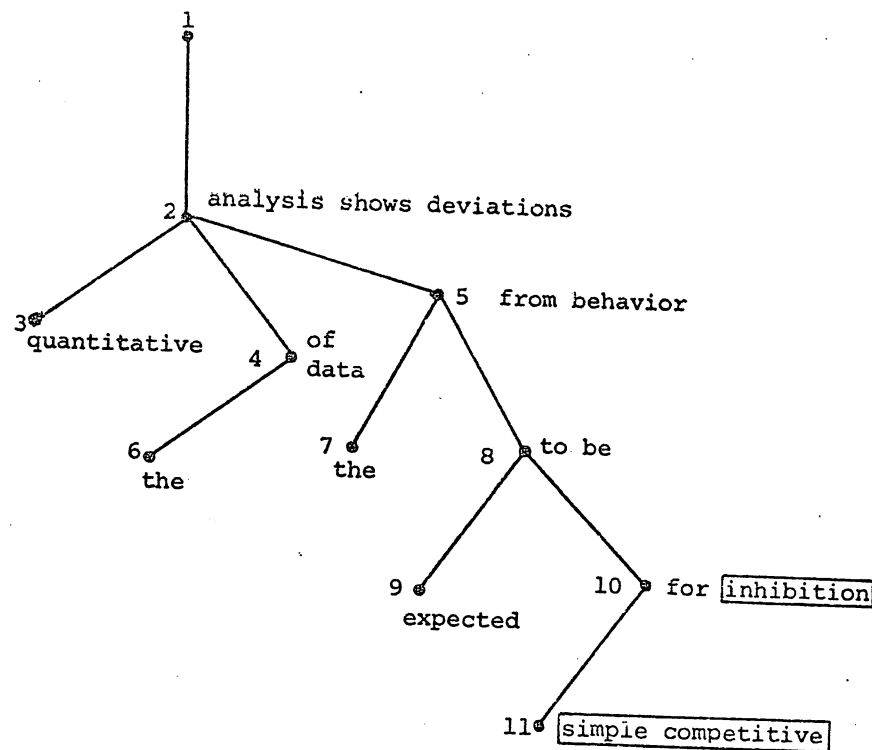 1
2 analysis shows deviations
5 from behavior
3 quantitative
4 of
data
6 the
7 the
8 to be
9 expected
10 for inhibition
11 simple competitive